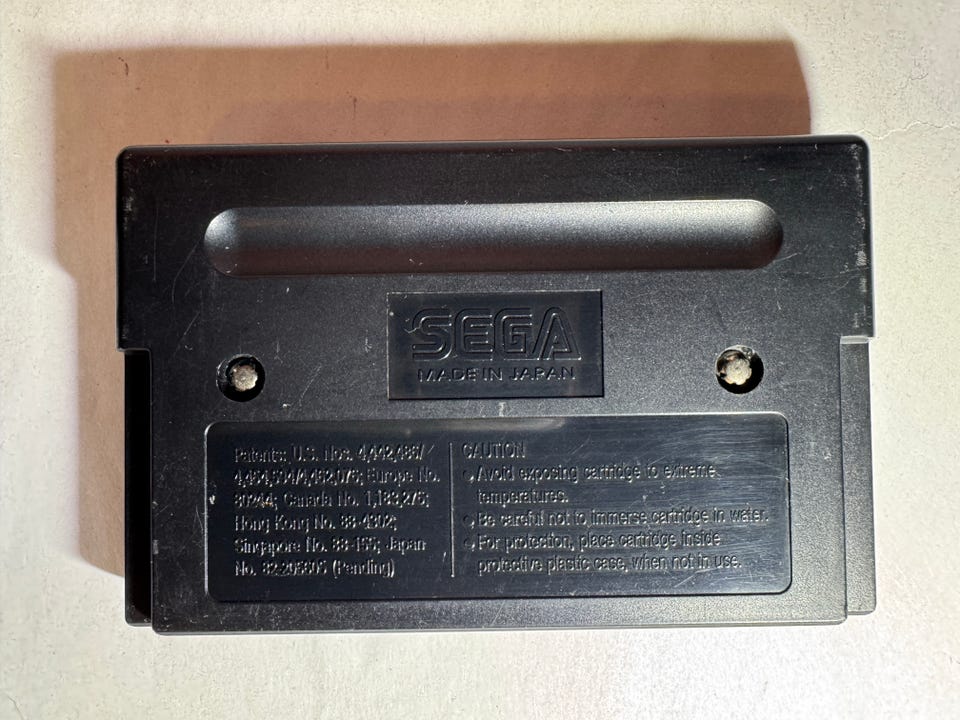 SEGA
MADE IN JAPAN
Patents: U.S. Nos. 4,442,486/
4,454,594/4,462,076; Europe No.
80244; Canada No. 1,183,276;
Hong Kong No. 88-4302;
Singapore No. 88-155; Japan
No. 82-205605 (Pending)
CAUTION
Avoid exposing cartridge to extreme
temperatures.
Be careful not to immerse cartridge in water.
For protection, place cartridge inside
protective plastic case, when not in use.